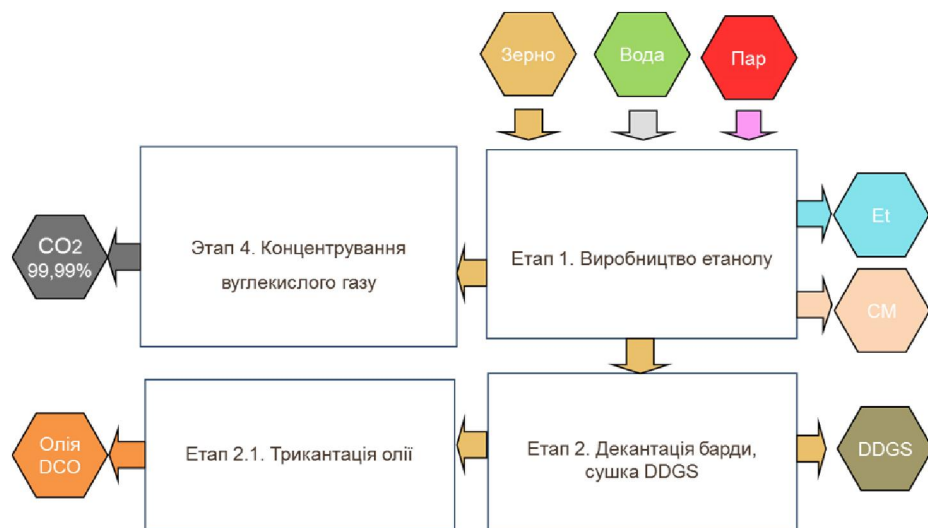 Зерно
Вода
Пар
Этап 4. Концентрування
вуглекислого газу
Етап 1. Виробництво етанолу
CO2
99,99%
Et
CM
Олія
DCO
Етап 2.1. Трикантація олії
Етап 2. Декантація барди,
сушка DDGS
DDGS